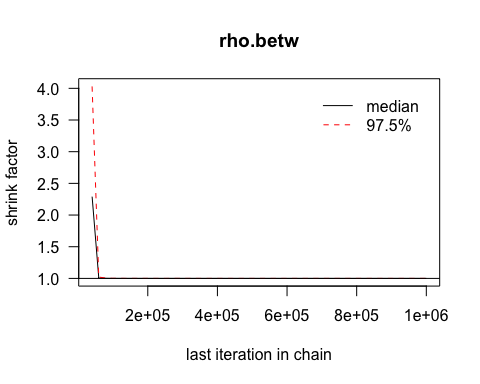 rho.betw
shrink factor
4.0
3.5
3.0
2.5
2.0
1.5
1.0
median
97.5%
2e+05 4e+05 6e+05 8e+05 1e+06
last iteration in chain